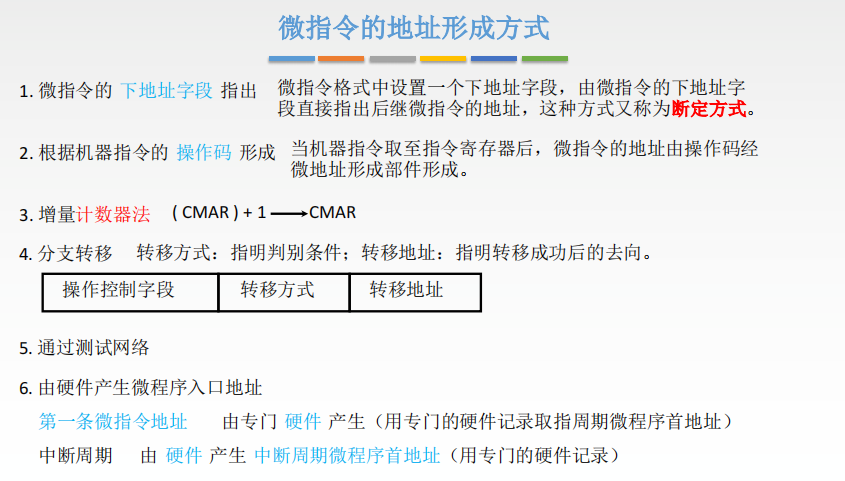 微指令的地址形成方式
1. 微指令的 下地址字段 指出 微指令格式中设置一个下地址字段，由微指令的下地址字
段直接指出后继微指令的地址，这种方式又称为断定方式。
2. 根据机器指令的 操作码 形成 当机器指令取至指令寄存器后，微指令的地址由操作码经
微地址形成部件形成。
3. 增量计数器法 ( CMAR ) + 1 ⟶ CMAR
4. 分支转移 转移方式：指明判别条件；转移地址：指明转移成功后的去向。
操作控制字段 转移方式 转移地址
5. 通过测试网络
6. 由硬件产生微程序入口地址
第一条微指令地址 由专门 硬件 产生（用专门的硬件记录取指周期微程序首地址）
中断周期 由 硬件 产生 中断周期微程序首地址（用专门的硬件记录）